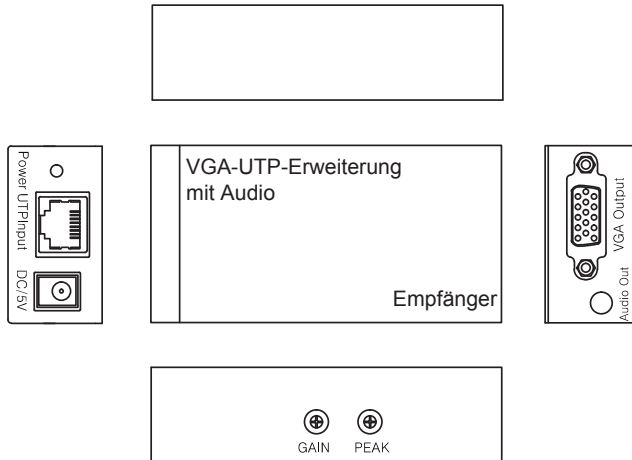 Power UTPInput
DC/5V
VGA-UTP-Erweiterung
mit Audio
Empfänger
VGA Output
Audio Out
GAIN PEAK